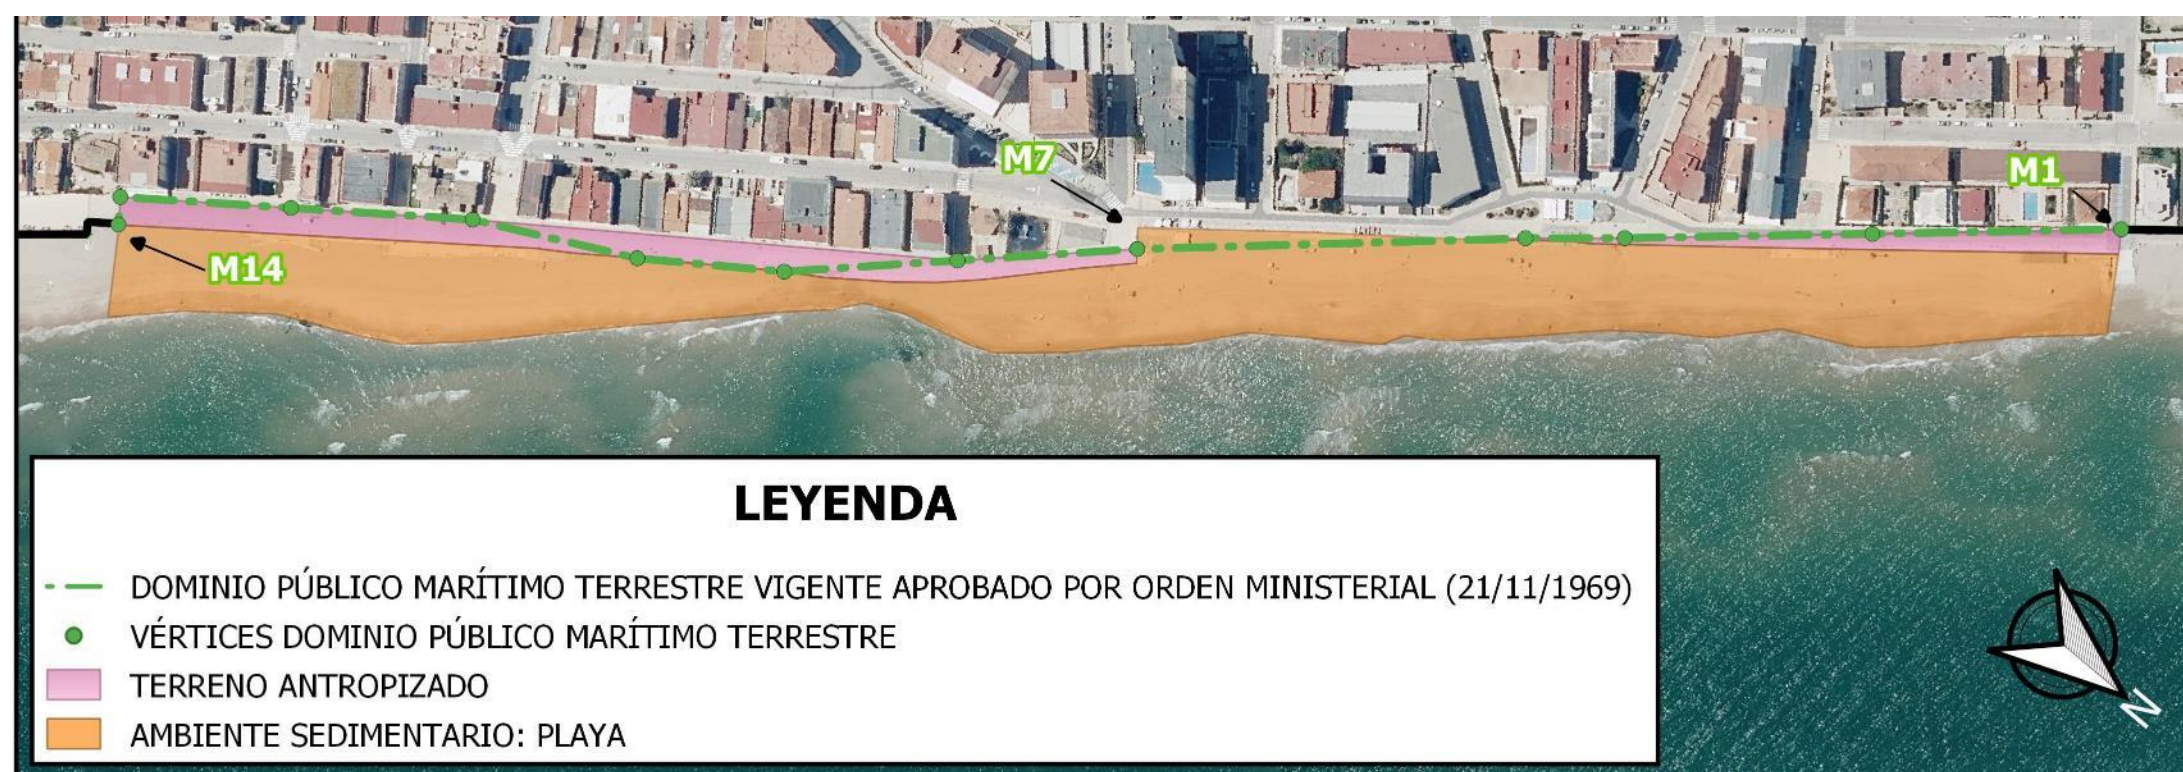 M7
M1
M14
LEYENDA
DOMINIO PÚBLICO MARÍTIMO TERRESTRE VIGENTE APROBADO POR ORDEN MINISTERIAL (21/11/1969)
VÉRTICES DOMINIO PÚBLICO MARÍTIMO TERRESTRE
TERRENO ANTROPIZADO
AMBIENTE SEDIMENTARIO: PLAYA
N